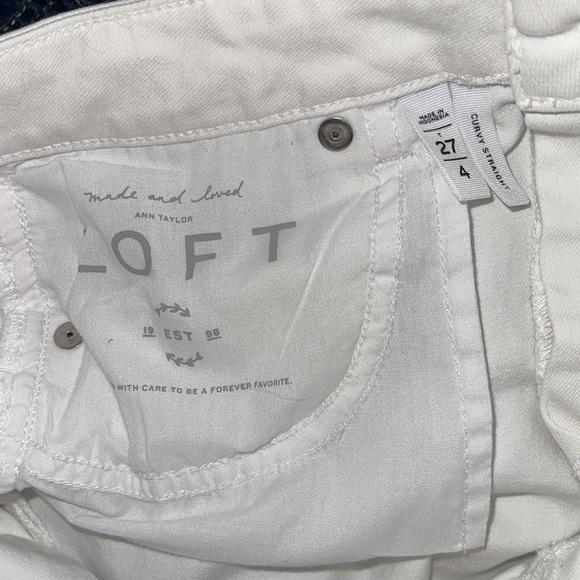 made and loved
ANN TAYLOR
LOFT
19 EST 98
WITH CARE TO BE A FOREVER FAVORITE.
MADE IN
INDONESIA
27
4
CURVY STRAIGHT